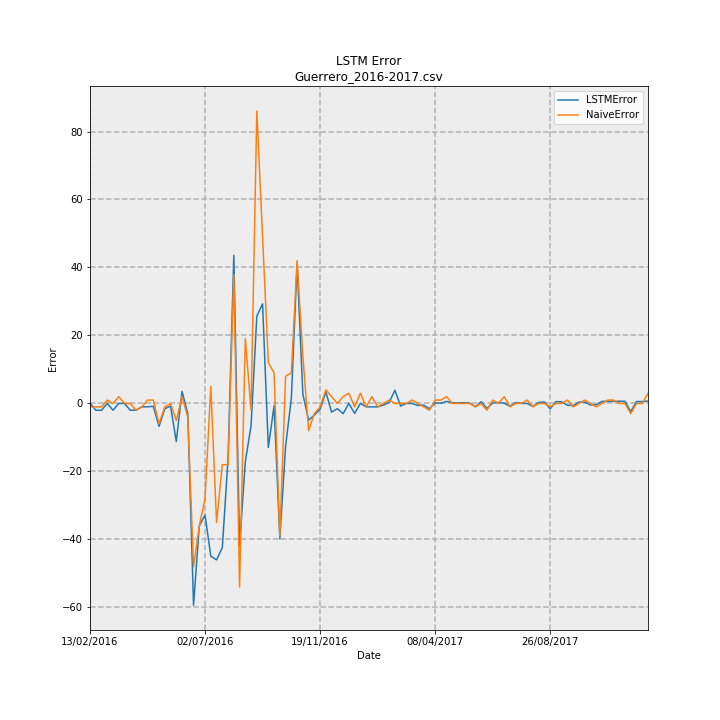 LSTM Error
Guerrero_2016-2017.csv
LSTMError
NaiveError
80
60
40
20
0
−20
−40
−60
Error
13/02/2016 02/07/2016 19/11/2016 08/04/2017 26/08/2017
Date